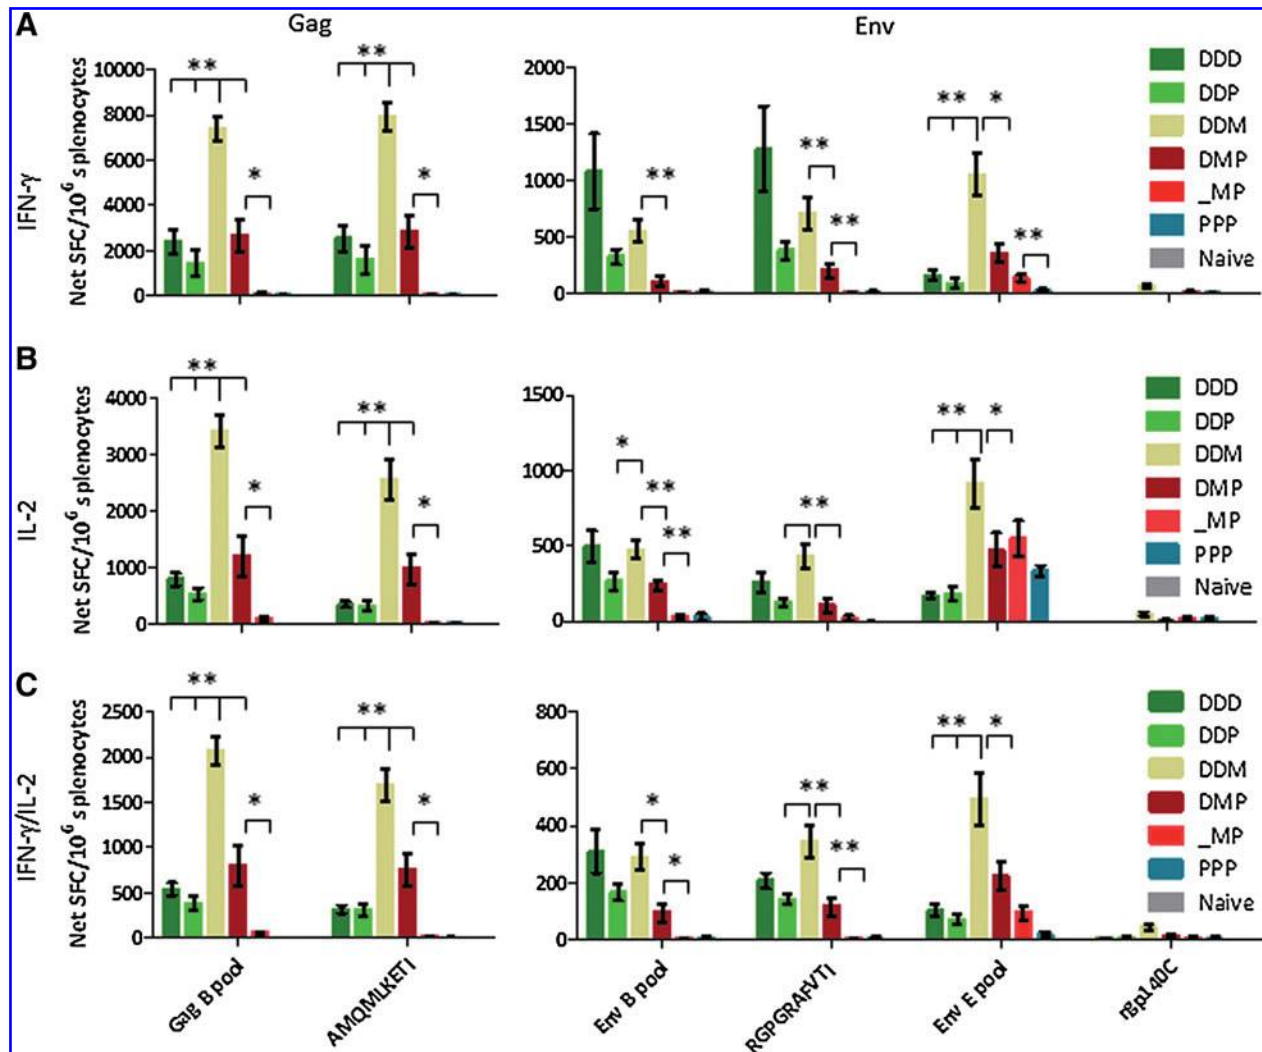 A
Gag
Env
IFN-γ
Net SFC/10⁶ splenocytes
10000
8000
6000
4000
2000
0
** * ** *
2000
1500
1000
500
0
** ** ** ** * **
DDD
DDP
DDM
DMP
_MP
PPP
Naive
B
IL-2
Net SFC/10⁶ splenocytes
4000
3000
2000
1000
0
** * ** *
1500
1000
500
0
* ** ** ** ** *
DDD
DDP
DDM
DMP
_MP
PPP
Naive
C
IFN-γ/IL-2
Net SFC/10⁶ splenocytes
2500
2000
1500
1000
500
0
** * ** *
800
600
400
200
0
* * ** ** ** *
DDD
DDP
DDM
DMP
_MP
PPP
Naive
Gag B pool
AMQMLKETI
Env B pool
RGPGRAFVTI
Env E pool
rgp140C